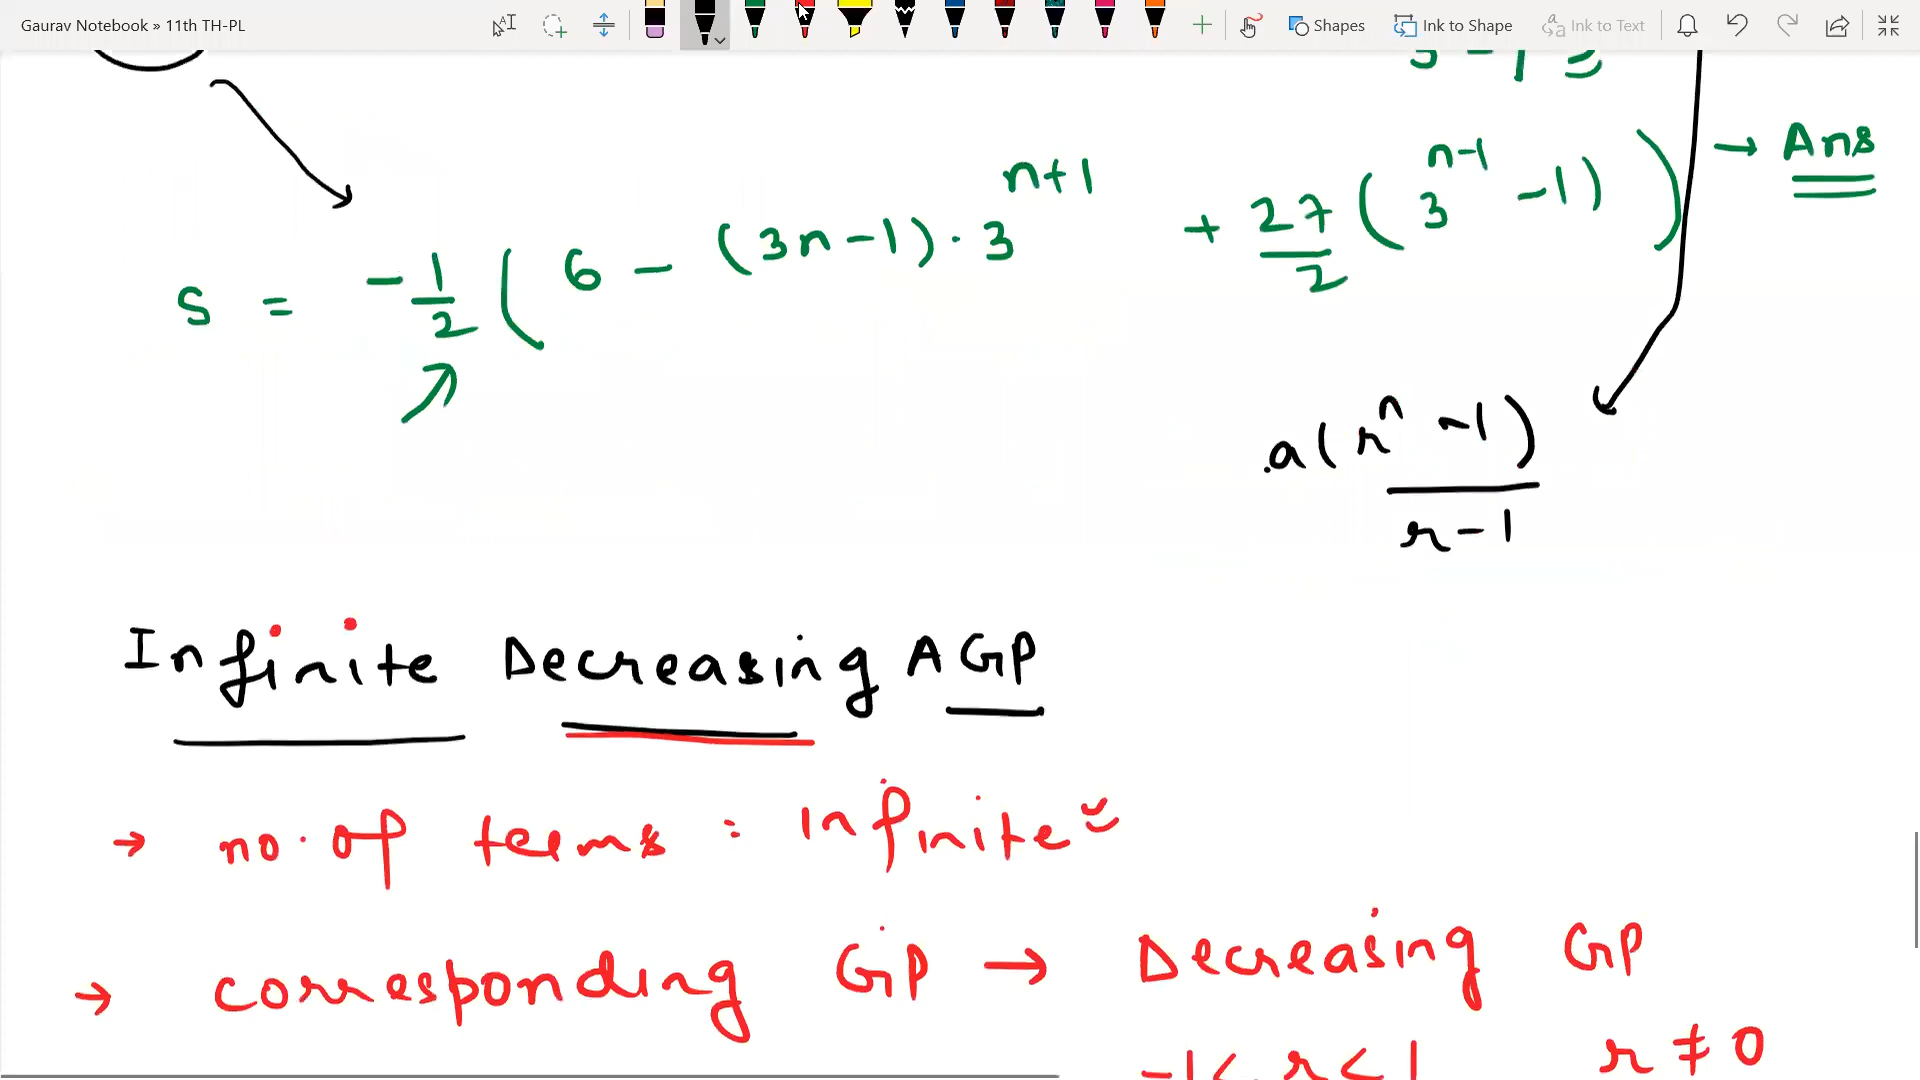 Gaurav Notebook » 11th TH-PL
Shapes
Ink to Shape
Ink to Text
S = -1/2 ( 6 - (3n-1) · 3^(n+1) + 27/2 ( 3^(n-1) - 1) ) → Ans
a(r^n - 1) / r-1
Infinite Decreasing AGP
→ no. of terms : infinite
→ corresponding GP → Decreasing GP
-1 < r < 1 r ≠ 0